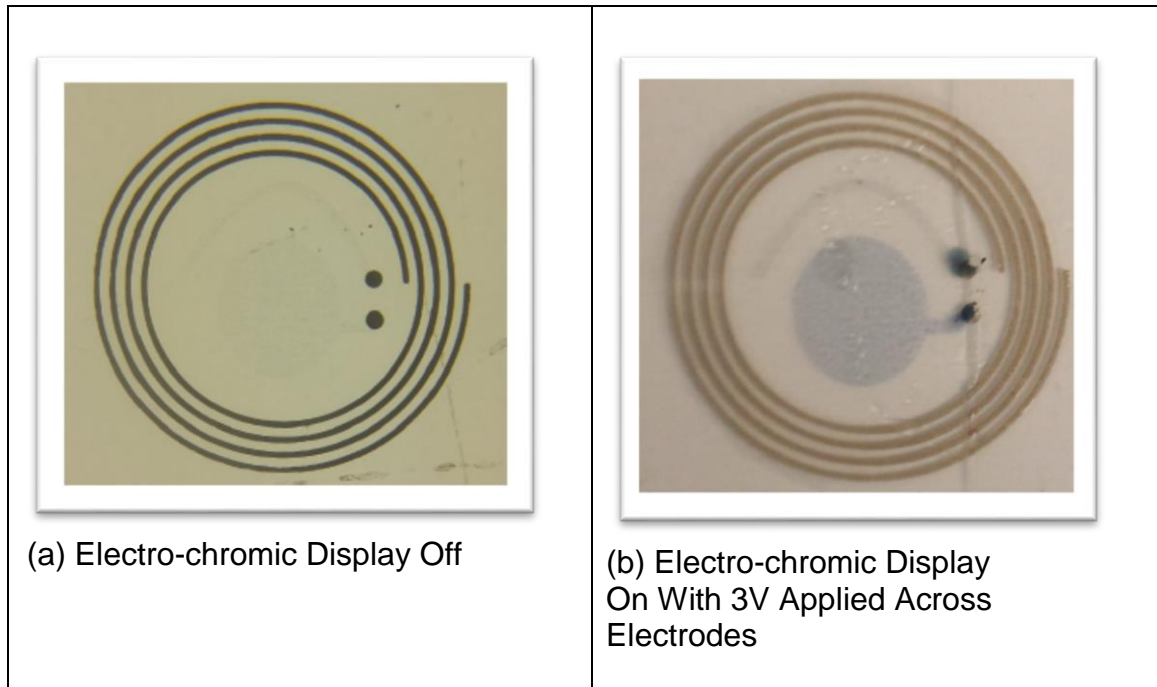 (a) Electro-chromic Display Off
(b) Electro-chromic Display
On With 3V Applied Across
Electrodes